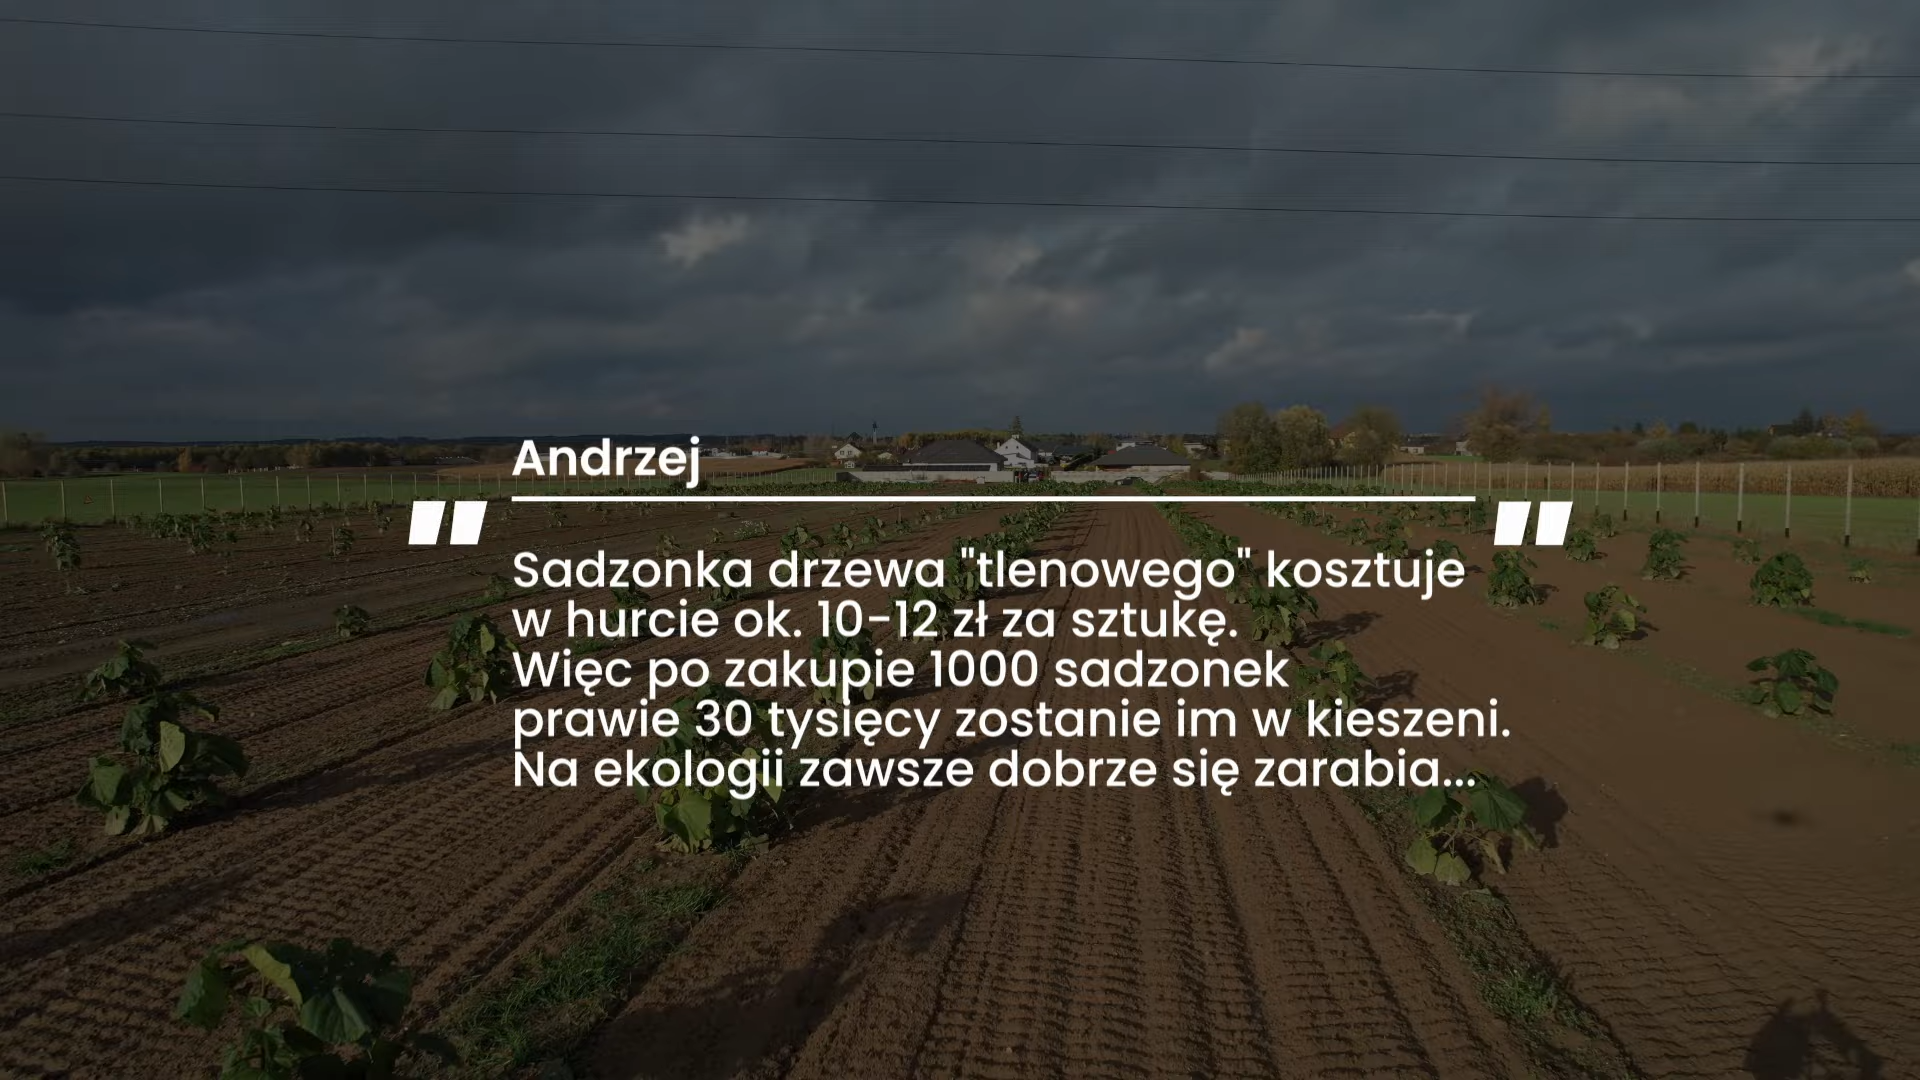 Andrzej
"
"
Sadzonka drzewa "tlenowego" kosztuje
w hurcie ok. 10-12 zł za sztukę.
Więc po zakupie 1000 sadzonek
prawie 30 tysięcy zostanie im w kieszeni.
Na ekologii zawsze dobrze się zarabia...